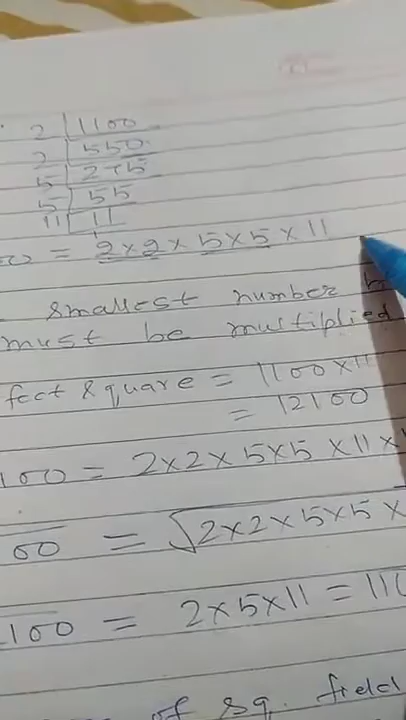 2 | 1100
2 | 550
5 | 275
5 | 55
11 | 11
00 = 2×2×5×5×11
smallest number
must be multiplied
fect square = 1100×11
= 12100
100 = 2×2×5×5×11×
00 = √2×2×5×5×
100 = 2×5×11 = 110
of sq. field